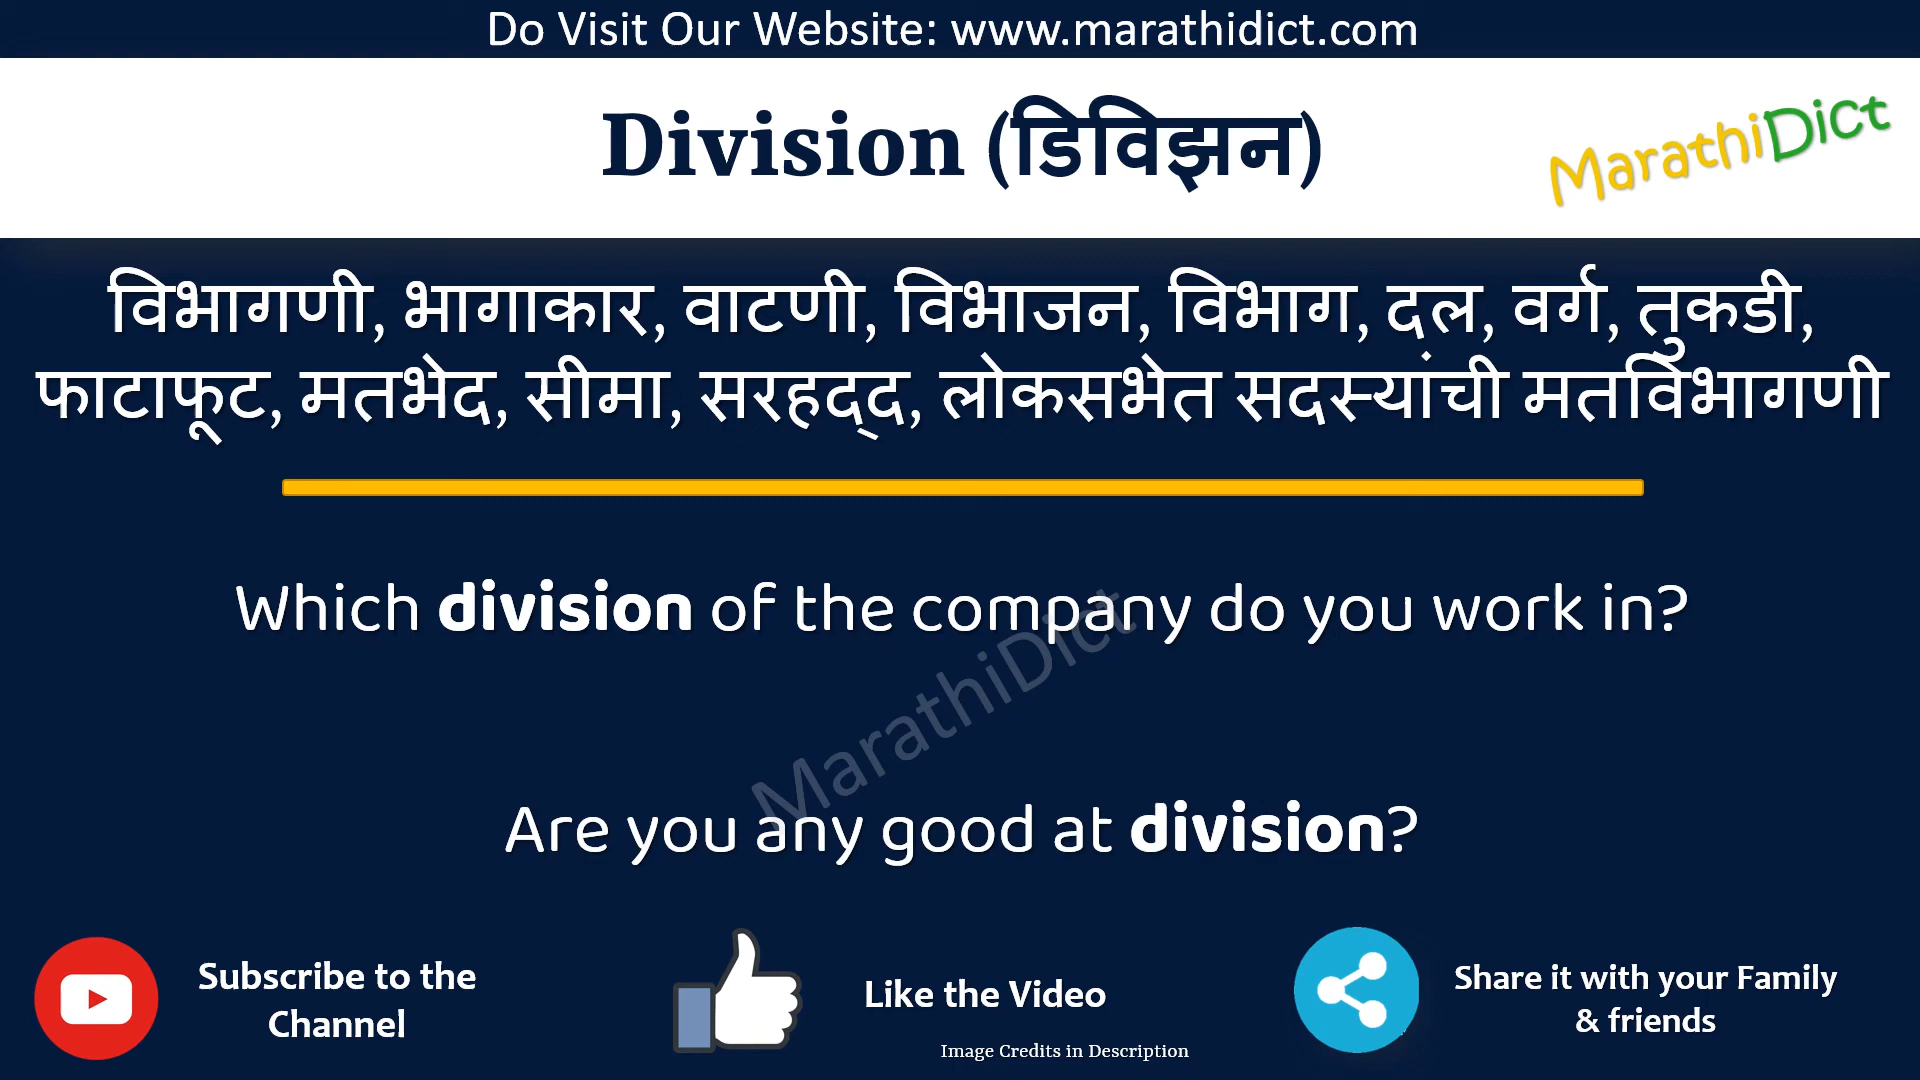 Do Visit Our Website: www.marathidict.com
Division (डिविझन)
MarathiDict
विभागणी, भागाकार, वाटणी, विभाजन, विभाग, दल, वर्ग, तुकडी,
फाटाफूट, मतभेद, सीमा, सरहद्द, लोकसभेत सदस्यांची मतविभागणी
Which division of the company do you work in?
MarathiDict
Are you any good at division?
Subscribe to the
Channel
Like the Video
Share it with your Family
& friends
Image Credits in Description